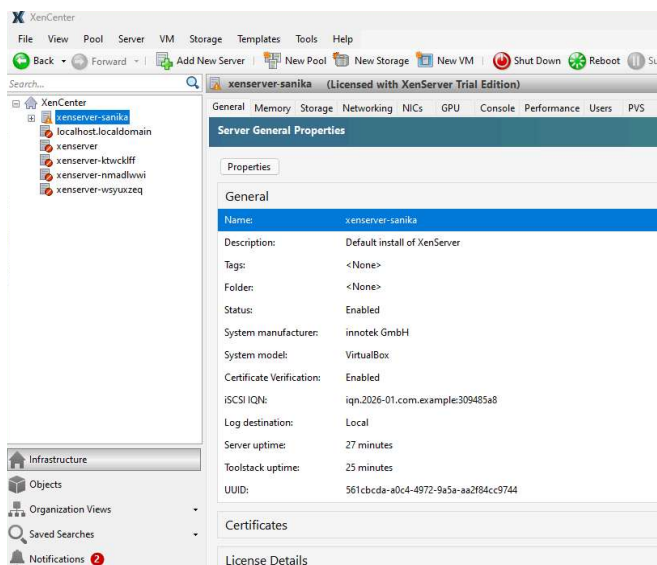 XenCenter
File View Pool Server VM Storage Templates Tools Help
Back Forward Add New Server New Pool New Storage New VM Shut Down Reboot Su
Search...
xenserver-sanika (Licensed with XenServer Trial Edition)
XenCenter
xenserver-sanika
localhost.localdomain
xenserver
xenserver-ktwcklff
xenserver-nmadlwwi
xenserver-wsyuxzeq
General Memory Storage Networking NICs GPU Console Performance Users PVS
Server General Properties
Properties
General
Name: xenserver-sanika
Description: Default install of XenServer
Tags: <None>
Folder: <None>
Status: Enabled
System manufacturer: innotek GmbH
System model: VirtualBox
Certificate Verification: Enabled
iSCSI IQN: iqn.2026-01.com.example:309485a8
Log destination: Local
Server uptime: 27 minutes
Toolstack uptime: 25 minutes
UUID: 561cbcda-a0c4-4972-9a5a-aa2f84cc9744
Certificates
License Details
Infrastructure
Objects
Organization Views
Saved Searches
Notifications 2